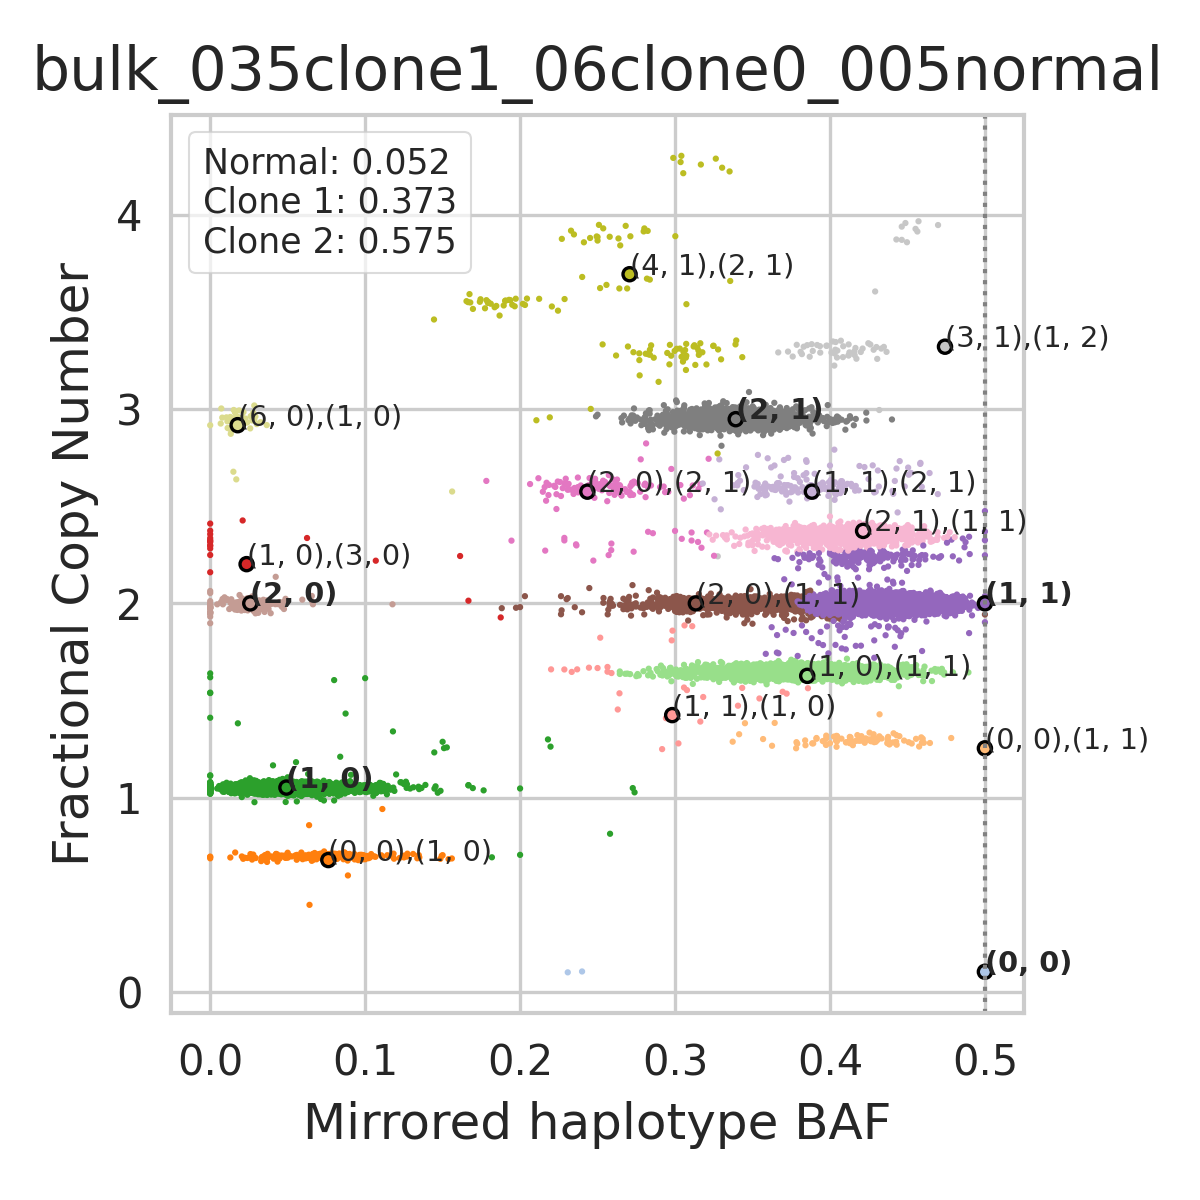 bulk_035clone1_06clone0_005normal
Normal: 0.052
Clone 1: 0.373
Clone 2: 0.575
Fractional Copy Number
4
3
2
1
0
(4, 1),(2, 1)
(3, 1),(1, 2)
(6, 0),(1, 0)
(2, 1)
(2, 0),(2, 1)
(1, 1),(2, 1)
(2, 1),(1, 1)
(1, 0),(3, 0)
(2, 0)
(2, 0),(1, 1)
(1, 1)
(1, 0),(1, 1)
(1, 1),(1, 0)
(0, 0),(1, 1)
(1, 0)
(0, 0),(1, 0)
(0, 0)
0.0 0.1 0.2 0.3 0.4 0.5
Mirrored haplotype BAF